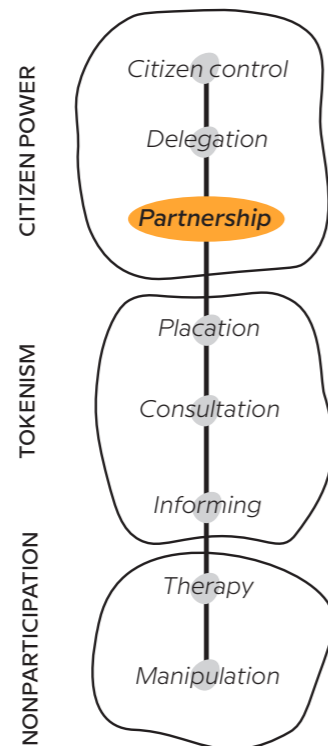 CITIZEN POWER
Citizen control
Delegation
Partnership
TOKENISM
Placation
Consultation
Informing
NONPARTICIPATION
Therapy
Manipulation